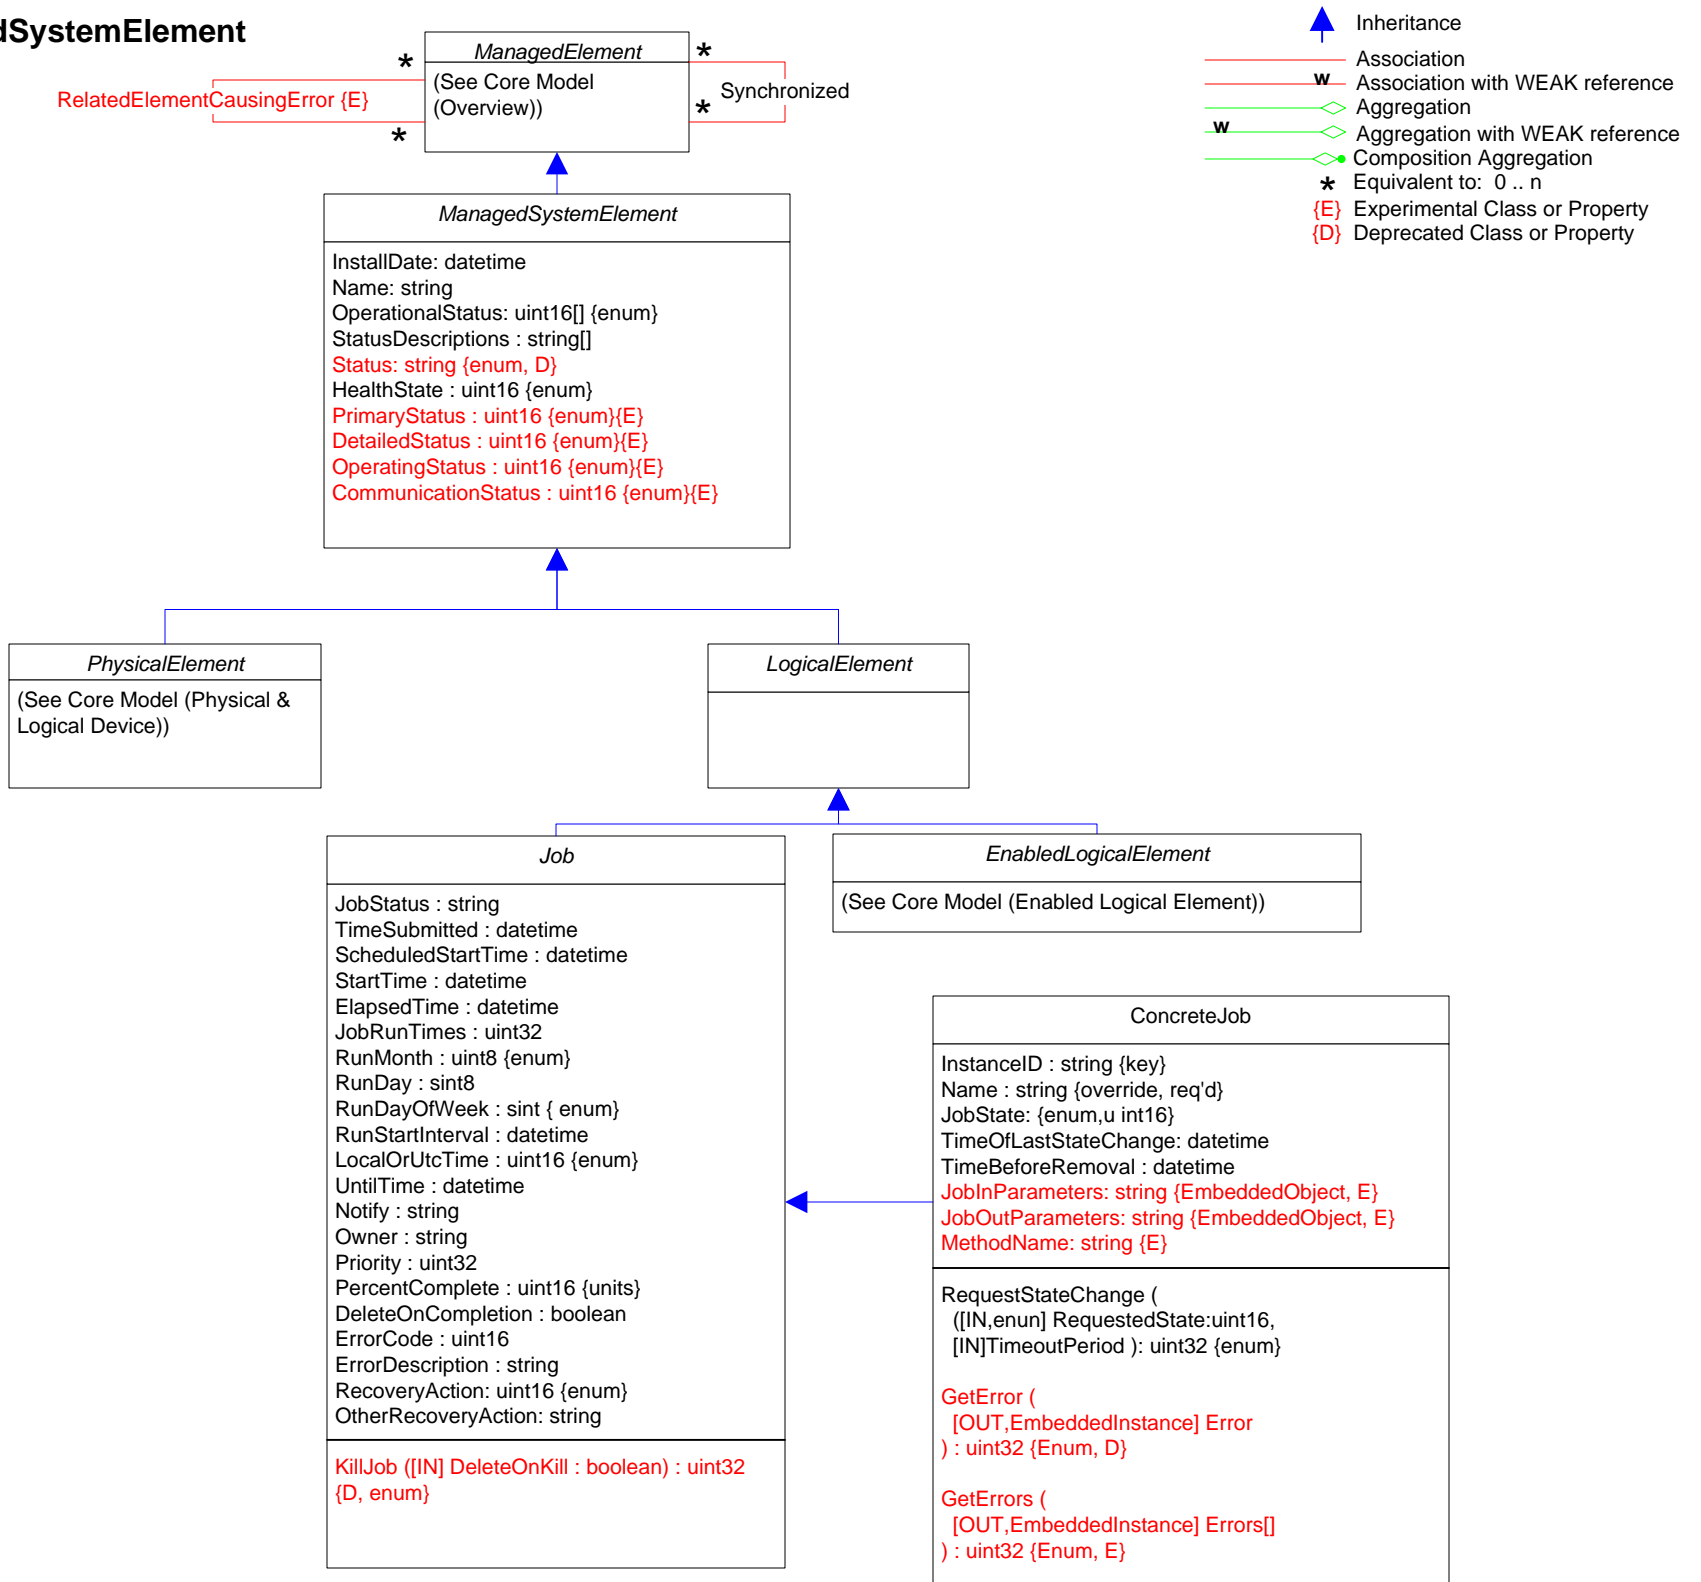 dSystemElement
ManagedElement
(See Core Model
(Overview))
*
*
*
*
RelatedElementCausingError {E}
Synchronized
Inheritance
Association
w
Association with WEAK reference
Aggregation
w
Aggregation with WEAK reference
Composition Aggregation
* Equivalent to: 0 .. n
{E} Experimental Class or Property
{D} Deprecated Class or Property
ManagedSystemElement
InstallDate: datetime
Name: string
OperationalStatus: uint16[] {enum}
StatusDescriptions : string[]
Status: string {enum, D}
HealthState : uint16 {enum}
PrimaryStatus : uint16 {enum}{E}
DetailedStatus : uint16 {enum}{E}
OperatingStatus : uint16 {enum}{E}
CommunicationStatus : uint16 {enum}{E}
PhysicalElement
(See Core Model (Physical &
Logical Device))
LogicalElement
Job
JobStatus : string
TimeSubmitted : datetime
ScheduledStartTime : datetime
StartTime : datetime
ElapsedTime : datetime
JobRunTimes : uint32
RunMonth : uint8 {enum}
RunDay : sint8
RunDayOfWeek : sint { enum}
RunStartInterval : datetime
LocalOrUtcTime : uint16 {enum}
UntilTime : datetime
Notify : string
Owner : string
Priority : uint32
PercentComplete : uint16 {units}
DeleteOnCompletion : boolean
ErrorCode : uint16
ErrorDescription : string
RecoveryAction: uint16 {enum}
OtherRecoveryAction: string
KillJob ([IN] DeleteOnKill : boolean) : uint32
{D, enum}
EnabledLogicalElement
(See Core Model (Enabled Logical Element))
ConcreteJob
InstanceID : string {key}
Name : string {override, req'd}
JobState: {enum,u int16}
TimeOfLastStateChange: datetime
TimeBeforeRemoval : datetime
JobInParameters: string {EmbeddedObject, E}
JobOutParameters: string {EmbeddedObject, E}
MethodName: string {E}
RequestStateChange (
([IN,enun] RequestedState:uint16,
[IN]TimeoutPeriod ): uint32 {enum}
GetError (
[OUT,EmbeddedInstance] Error
) : uint32 {Enum, D}
GetErrors (
[OUT,EmbeddedInstance] Errors[]
) : uint32 {Enum, E}